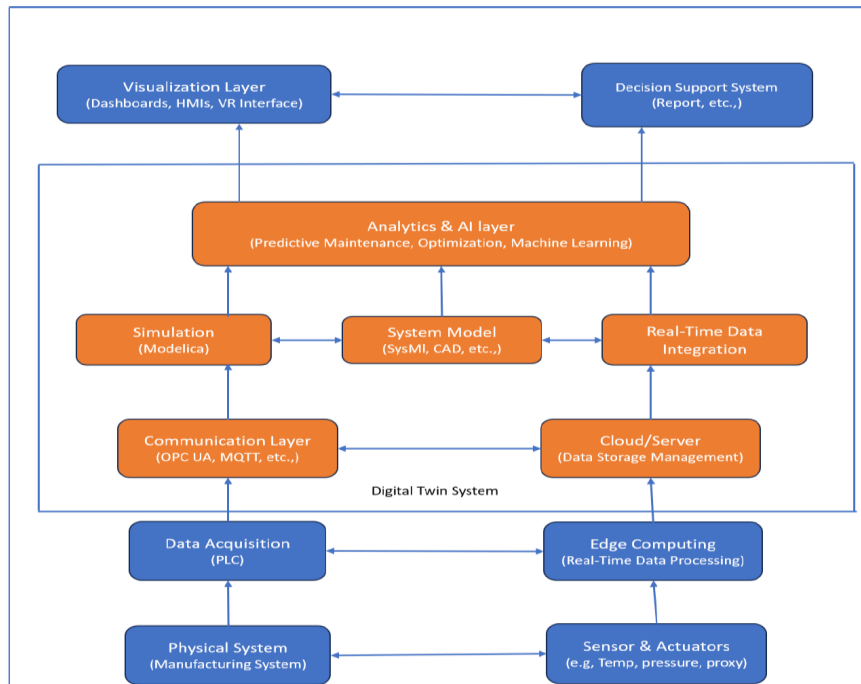 Visualization Layer
(Dashboards, HMIs, VR Interface)
Decision Support System
(Report, etc.,)
Analytics & AI layer
(Predictive Maintenance, Optimization, Machine Learning)
Simulation
(Modelica)
System Model
(SysMl, CAD, etc.,)
Real-Time Data
Integration
Communication Layer
(OPC UA, MQTT, etc.,)
Cloud/Server
(Data Storage Management)
Digital Twin System
Data Acquisition
(PLC)
Edge Computing
(Real-Time Data Processing)
Physical System
(Manufacturing System)
Sensor & Actuators
(e.g, Temp, pressure, proxy)